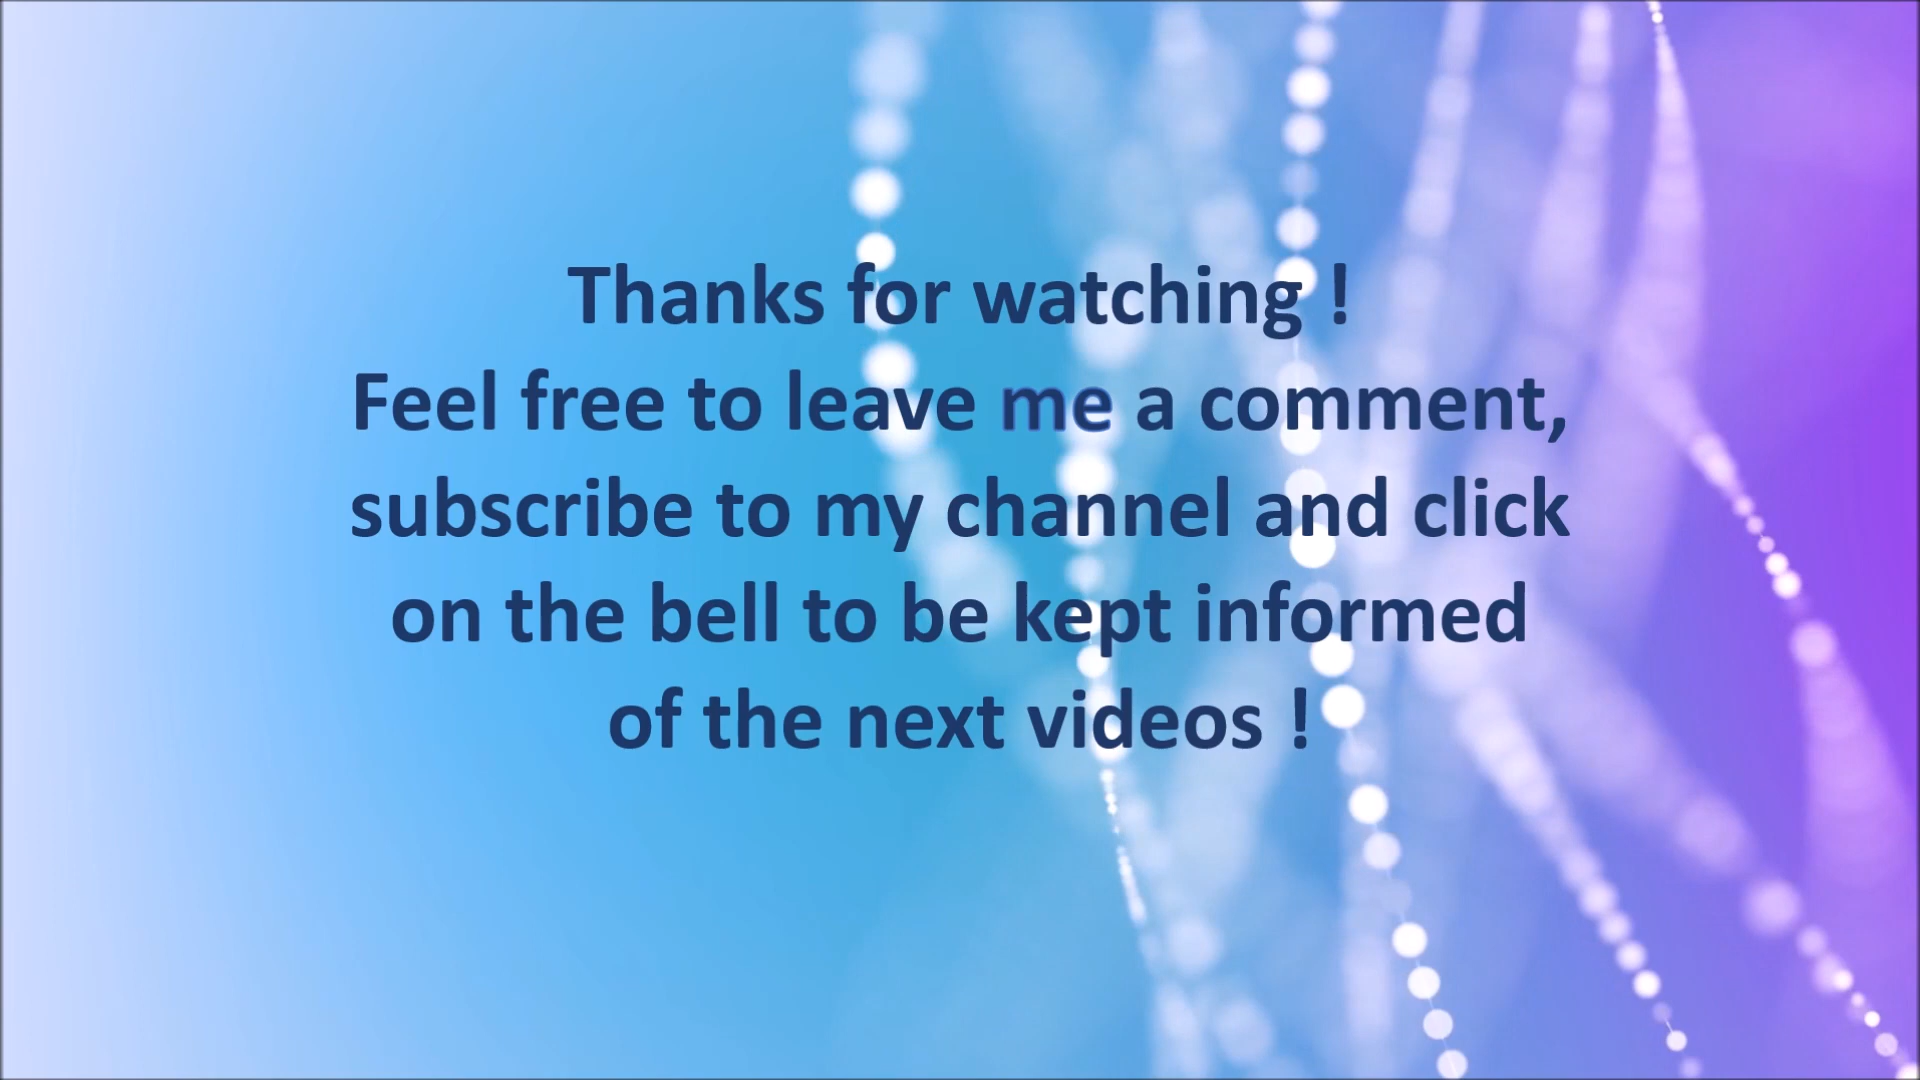 Thanks for watching !
Feel free to leave me a comment,
subscribe to my channel and click
on the bell to be kept informed
of the next videos !